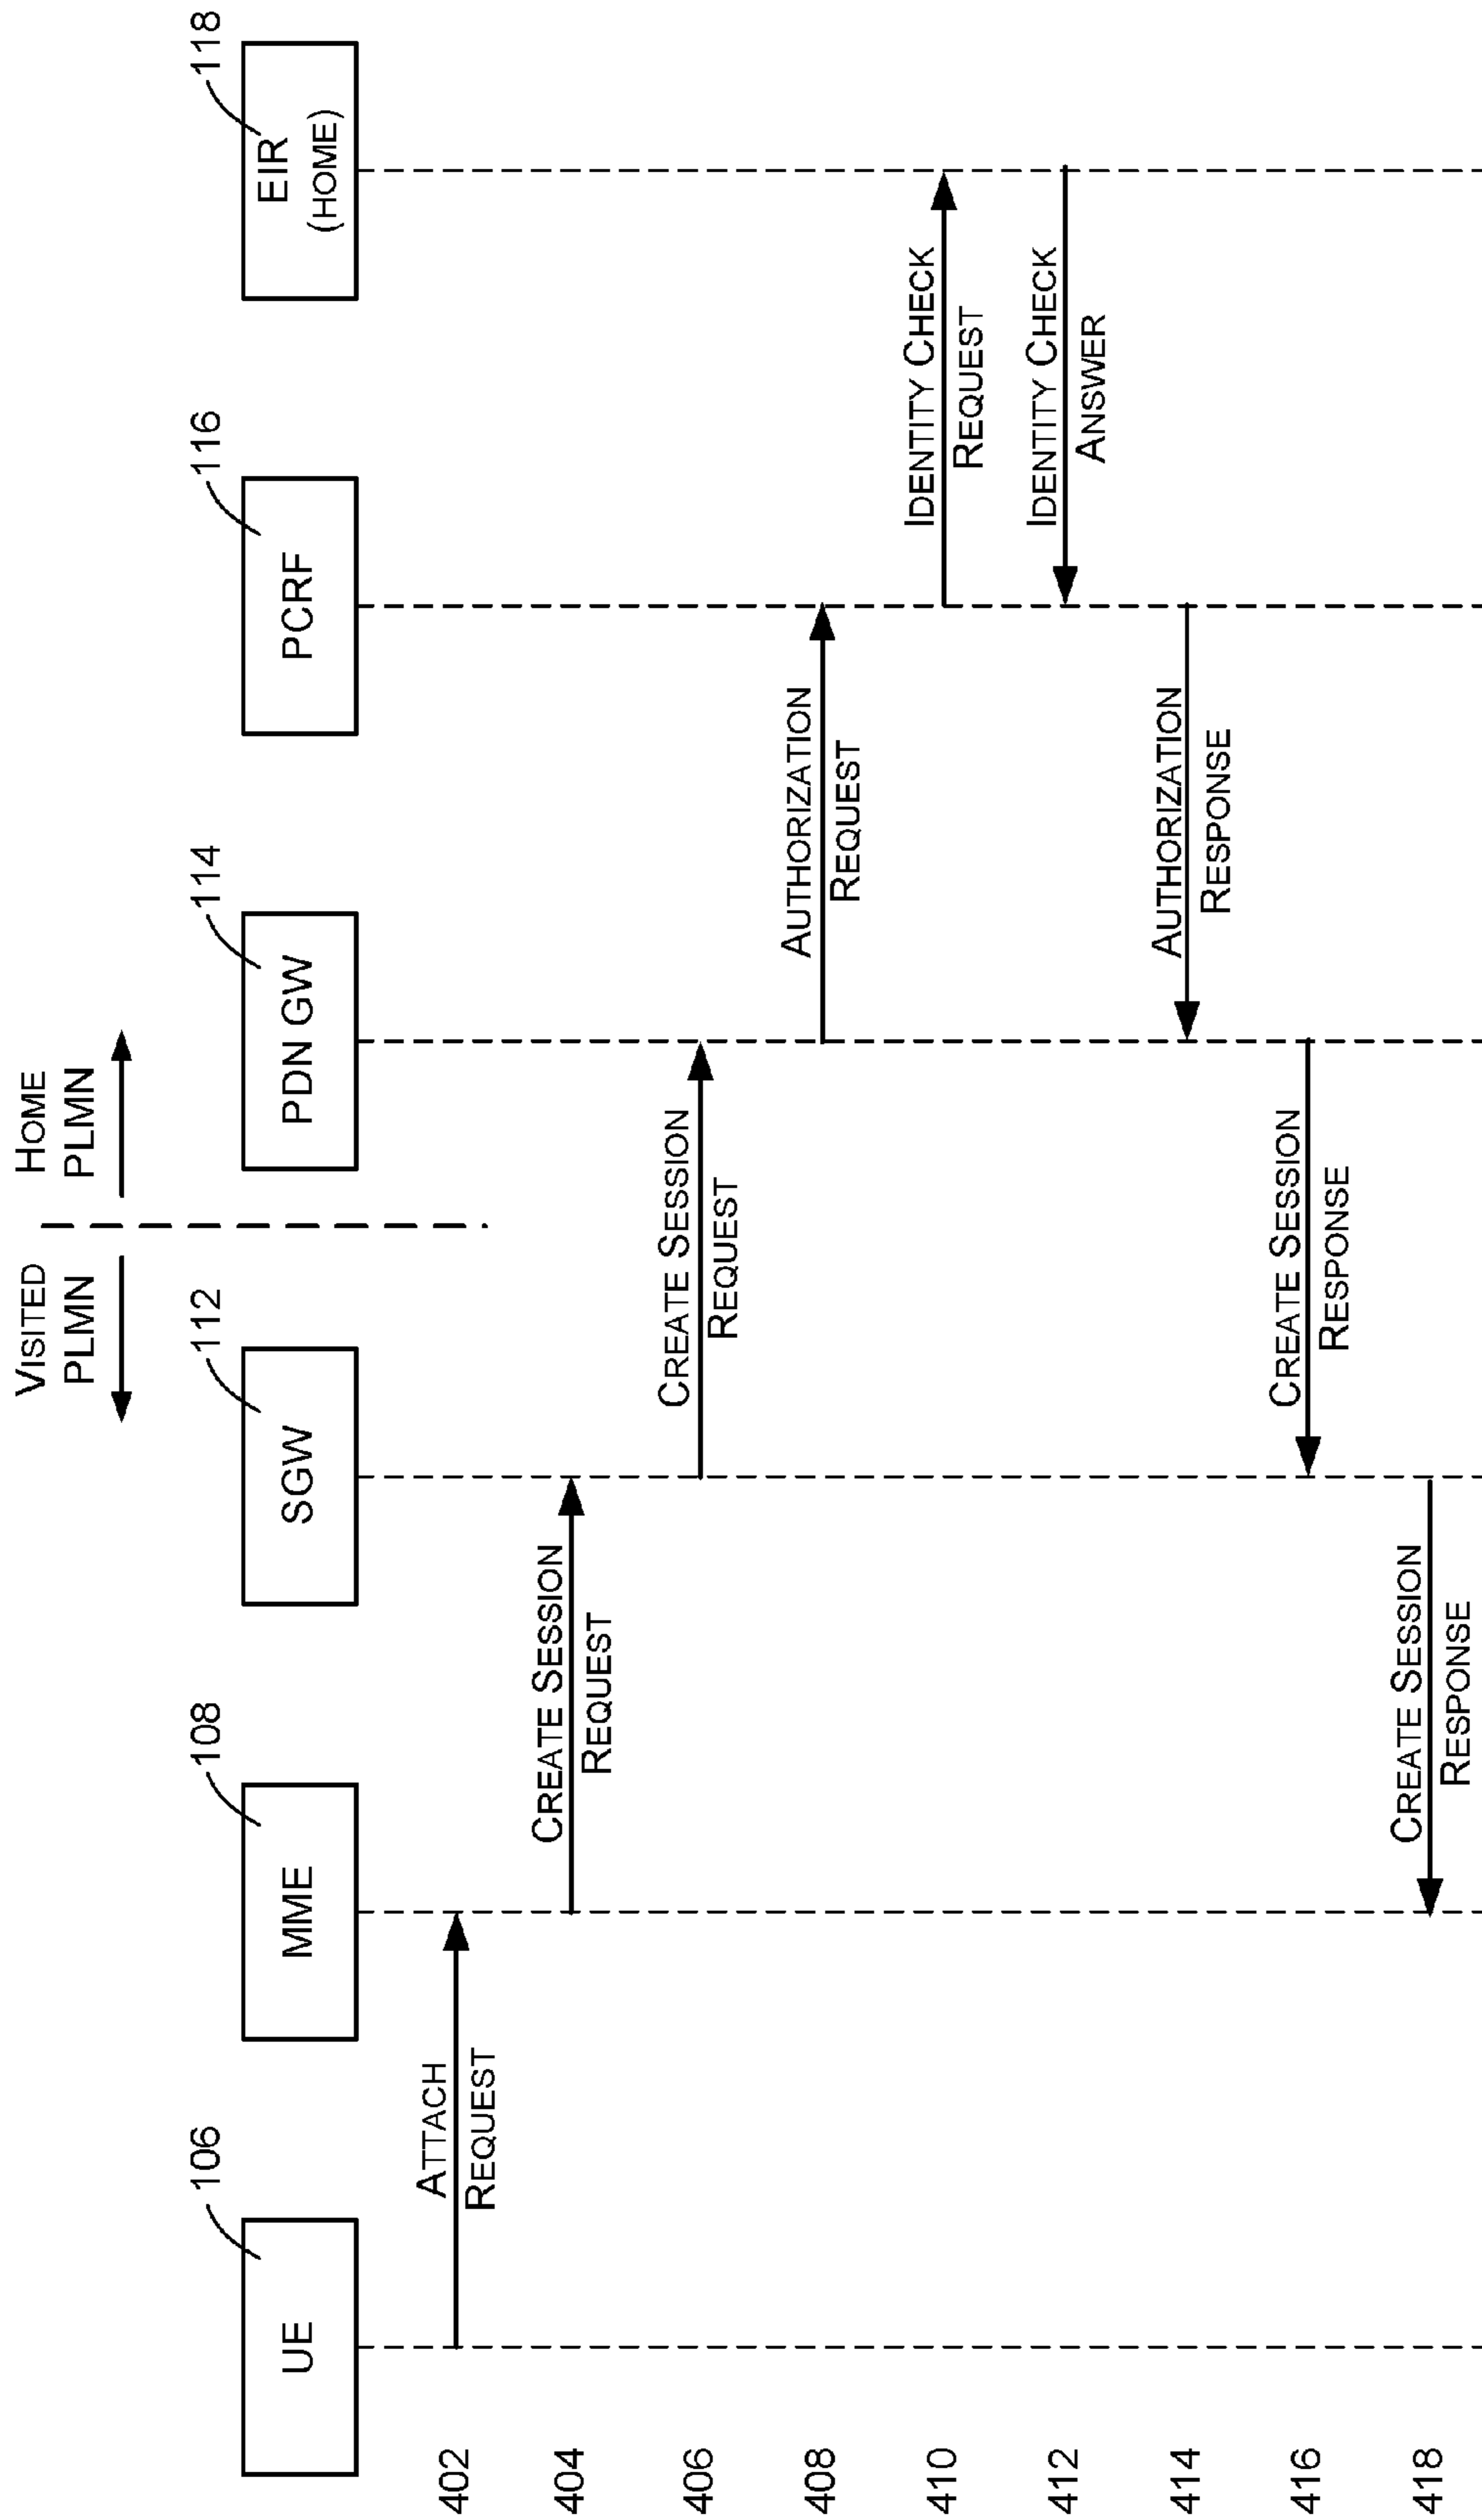 VISITED
PLMN
HOME
PLMN
106
108
112
114
116
118
UE
MME
SGW
PDN GW
PCRF
EIR
(HOME)
402
ATTACH
REQUEST
404
CREATE SESSION
REQUEST
406
CREATE SESSION
REQUEST
408
AUTHORIZATION
REQUEST
410
IDENTITY CHECK
REQUEST
412
IDENTITY CHECK
ANSWER
414
AUTHORIZATION
RESPONSE
416
CREATE SESSION
RESPONSE
418
CREATE SESSION
RESPONSE